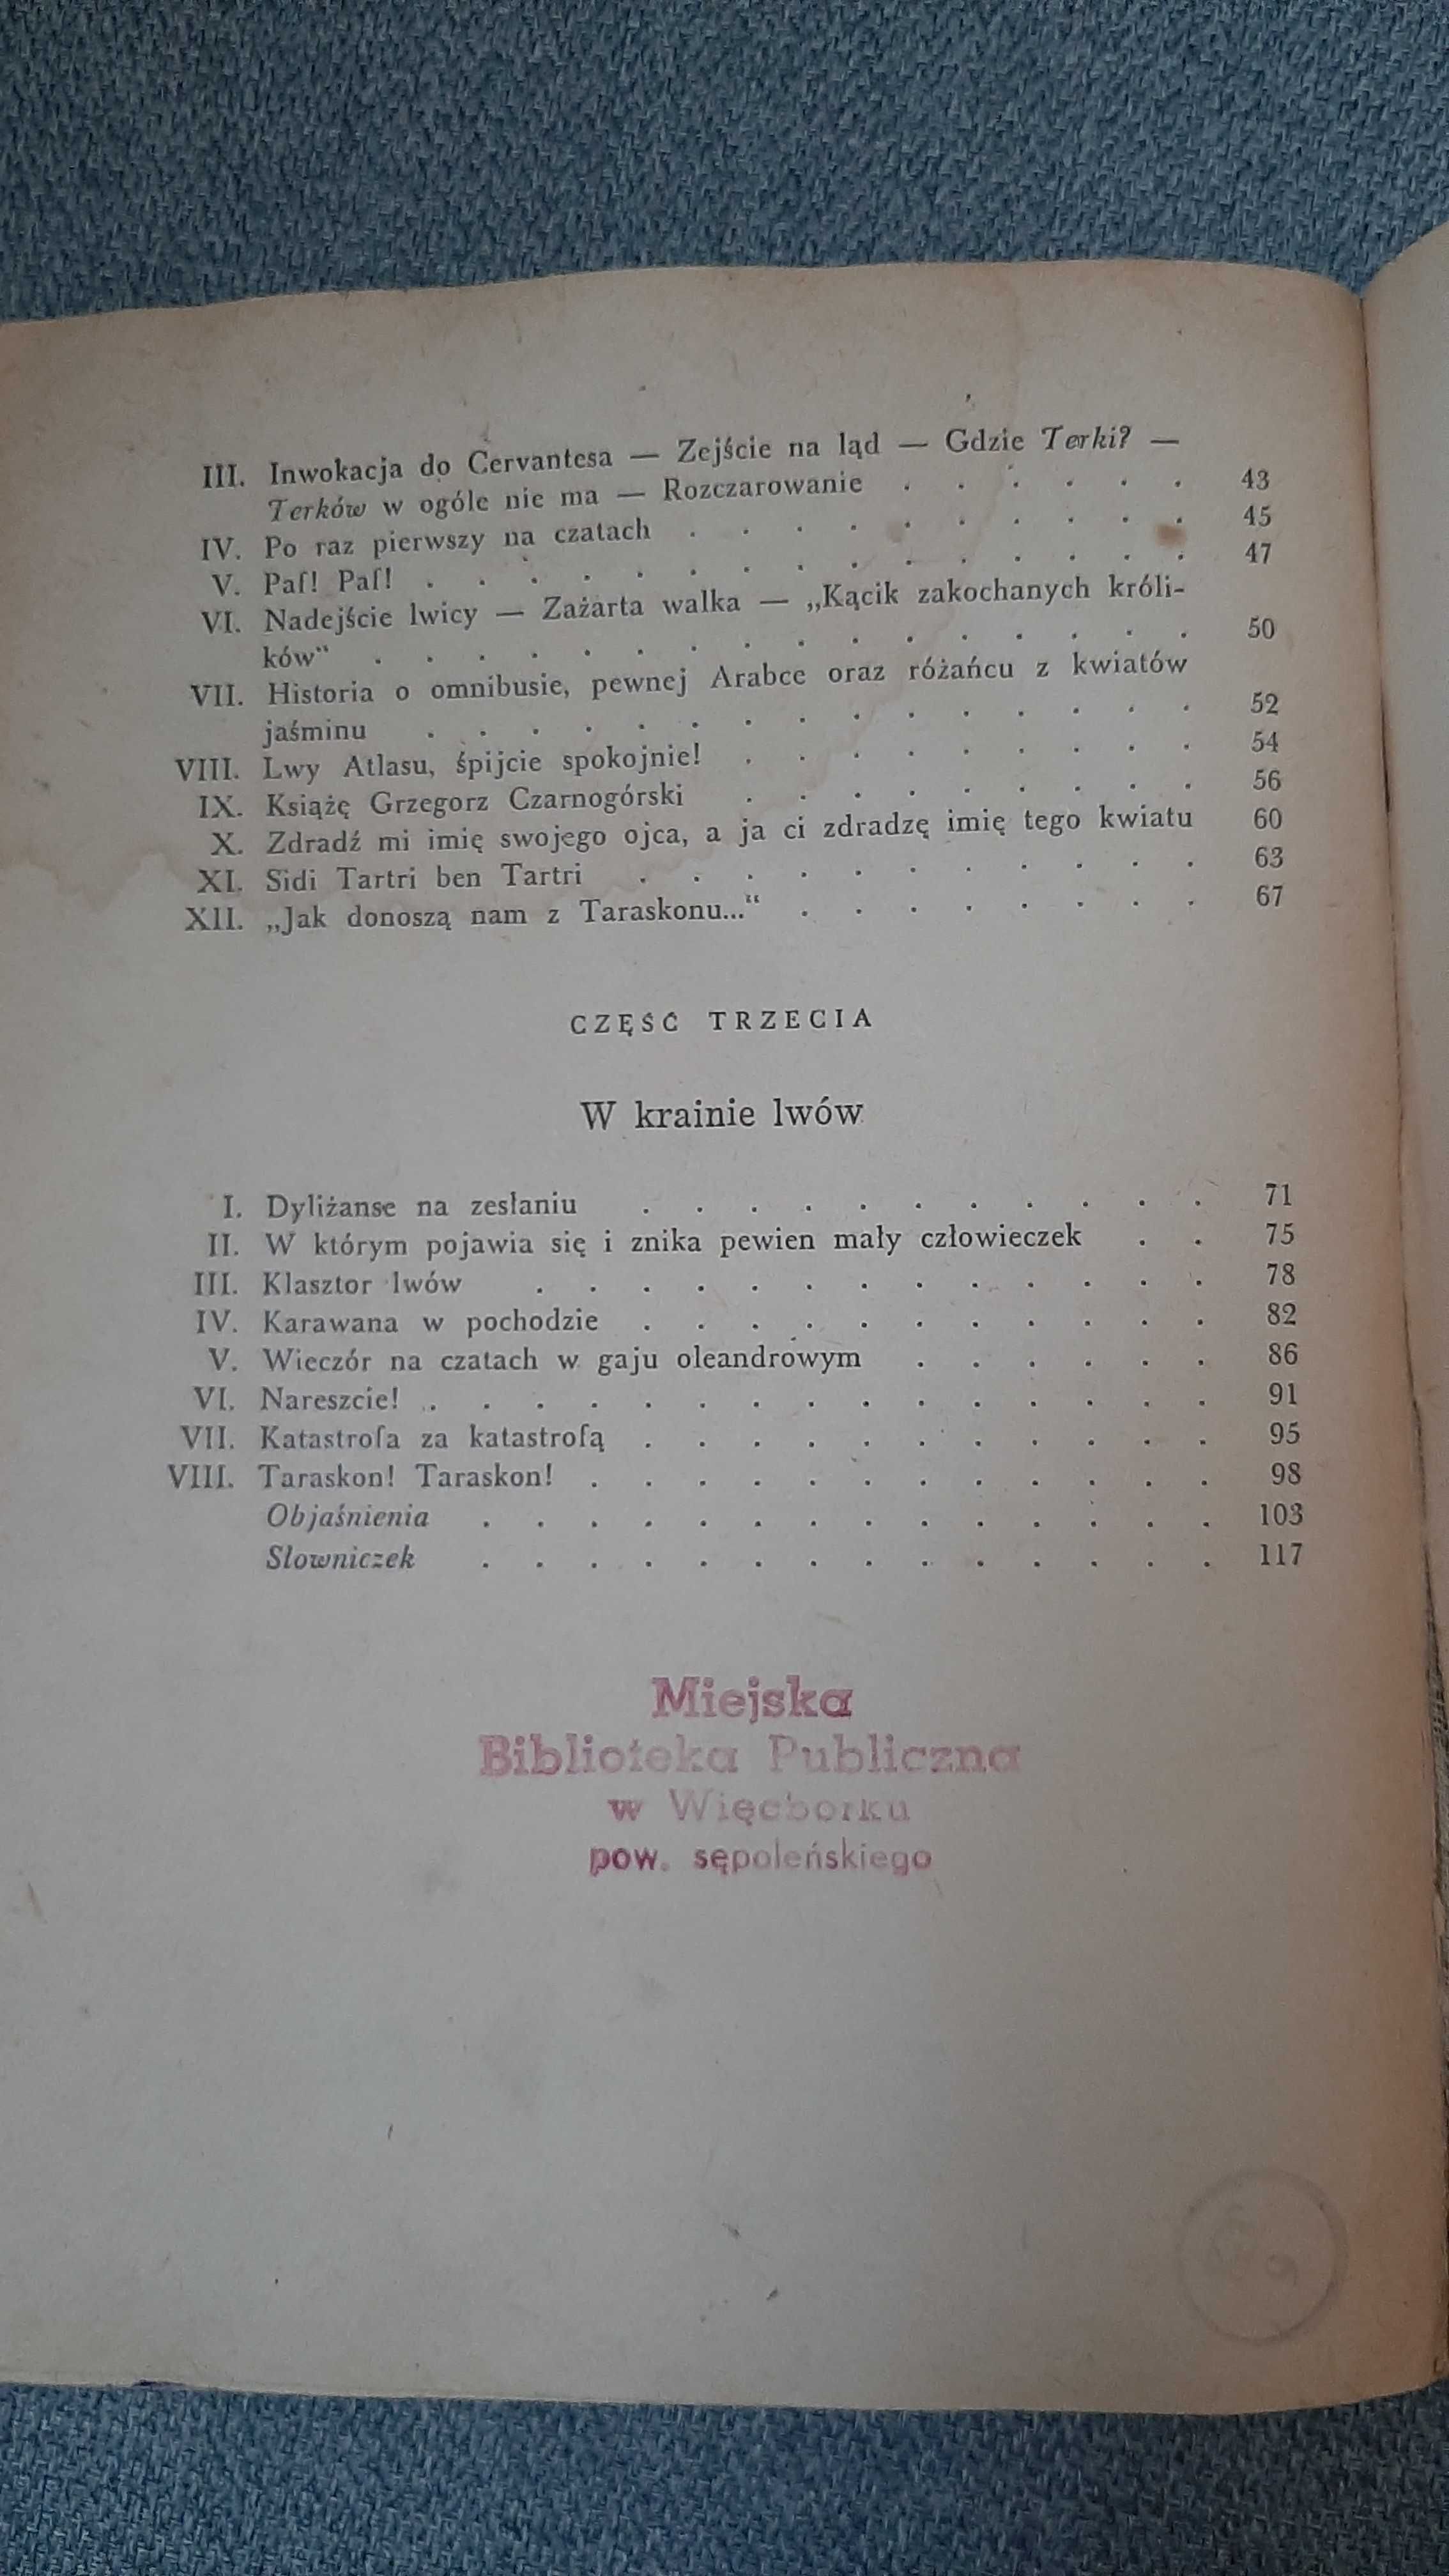 III. Inwokacja do Cervantesa — Zejście na ląd — Gdzie Terki? —
Terków w ogóle nie ma — Rozczarowanie . . . . . . 43
IV. Po raz pierwszy na czatach . . . . . . . . . . 45
V. Paf! Paf! . . . . . . . . . . . . . . . 47
VI. Nadejście lwicy — Zażarta walka — „Kącik zakochanych króli-
ków“ . . . . . . . . . . . . . . . . 50
VII. Historia o omnibusie, pewnej Arabce oraz różańcu z kwiatów
jaśminu . . . . . . . . . . . . . . . 52
VIII. Lwy Atlasu, śpijcie spokojnie! . . . . . . . . . 54
IX. Książę Grzegorz Czarnogórski . . . . . . . . . 56
X. Zdradź mi imię swojego ojca, a ja ci zdradzę imię tego kwiatu 60
XI. Sidi Tartri ben Tartri . . . . . . . . . . . 63
XII. „Jak donoszą nam z Taraskonu...“ . . . . . . . . 67
CZĘŚĆ TRZECIA
W krainie lwów
I. Dyliżanse na zesłaniu . . . . . . . . . . . 71
II. W którym pojawia się i znika pewien mały człowieczek . . 75
III. Klasztor lwów . . . . . . . . . . . . . 78
IV. Karawana w pochodzie . . . . . . . . . . . 82
V. Wieczór na czatach w gaju oleandrowym . . . . . . 86
VI. Nareszcie! . . . . . . . . . . . . . . . 91
VII. Katastrofa za katastrofą . . . . . . . . . . . 95
VIII. Taraskon! Taraskon! . . . . . . . . . . . . 98
Objaśnienia . . . . . . . . . . . . . . 103
Słowniczek . . . . . . . . . . . . . . 117
Miejska
Biblioteka Publiczna
w Więcborku
pow. sępoleńskiego